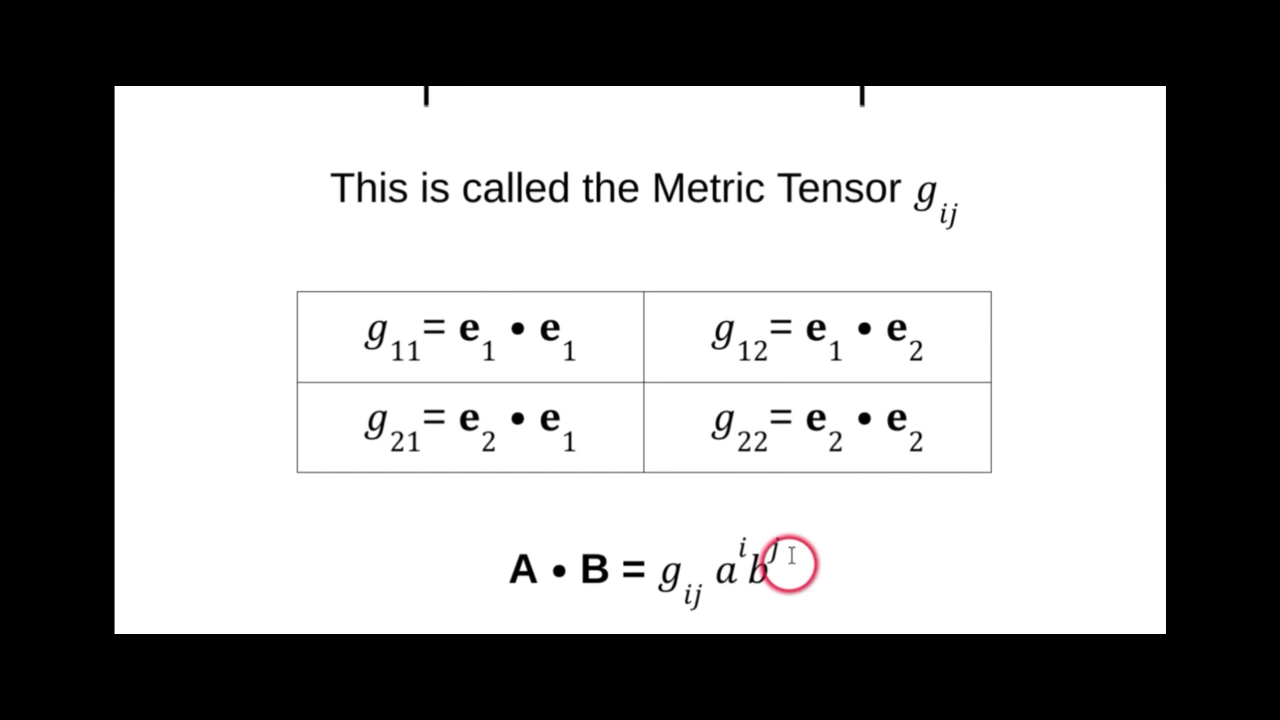 This is called the Metric Tensor g_ij
g_11 = e_1 • e_1 g_12 = e_1 • e_2
g_21 = e_2 • e_1 g_22 = e_2 • e_2
A • B = g_ij a^i b^j